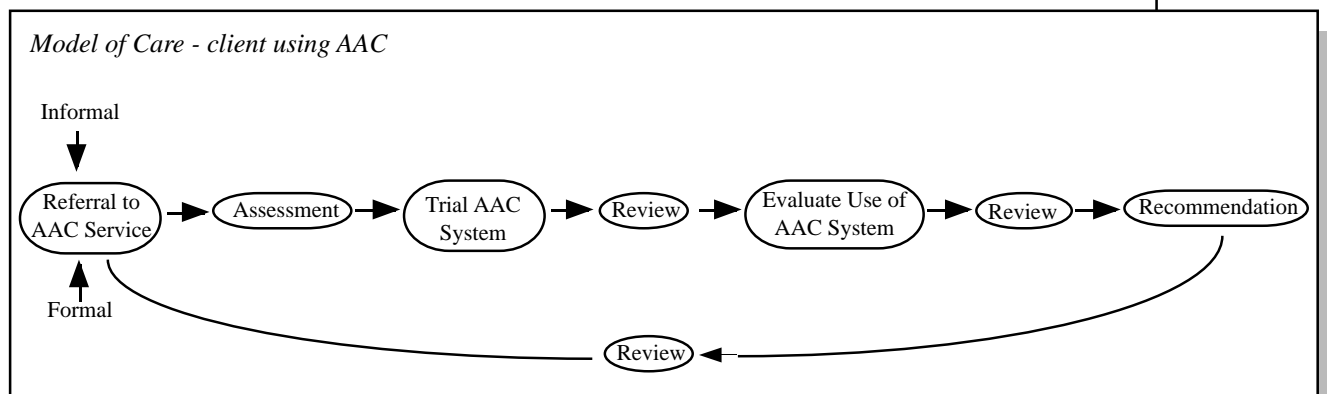 Model of Care - client using AAC
Informal
Referral to
AAC Service
Assessment
Trial AAC
System
Review
Evaluate Use of
AAC System
Review
Recommendation
Formal
Review